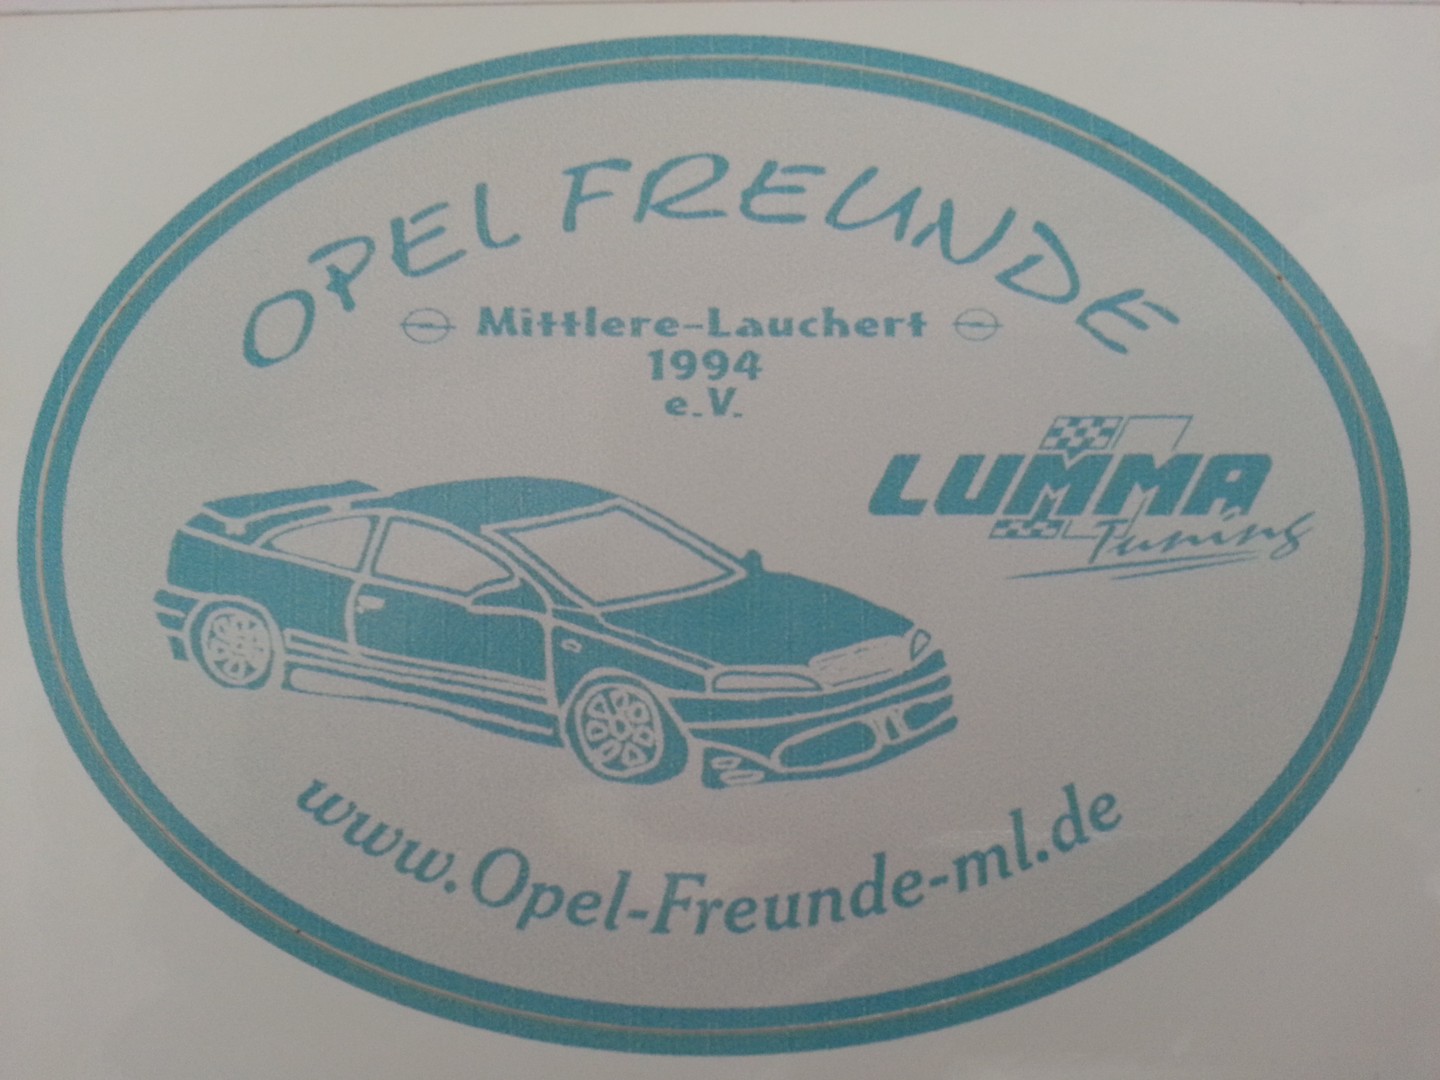 OPEL FREUNDE
Mittlere-Lauchert
1994
e.V.
LUMMA
Tuning
www.Opel-Freunde-ml.de